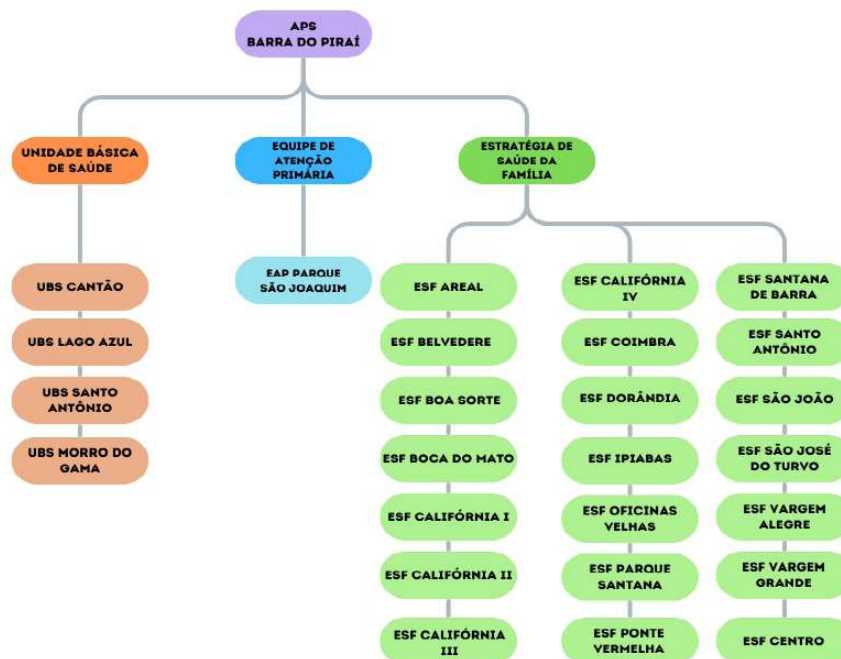 APS
BARRA DO PIRAÍ
UNIDADE BÁSICA
DE SAÚDE
EQUIPE DE
ATENÇÃO
PRIMÁRIA
ESTRATÉGIA DE
SAÚDE DA
FAMÍLIA
UBS CANTÃO
UBS LAGO AZUL
UBS SANTO
ANTÔNIO
UBS MORRO DO
GAMA
EAP PARQUE
SÃO JOAQUIM
ESF AREAL
ESF BELVEDERE
ESF BOA SORTE
ESF BOCA DO MATO
ESF CALIFÓRNIA I
ESF CALIFÓRNIA II
ESF CALIFÓRNIA
III
ESF CALIFÓRNIA
IV
ESF COIMBRA
ESF DORÂNDIA
ESF IPIABAS
ESF OFICINAS
VELHAS
ESF PARQUE
SANTANA
ESF PONTE
VERMELHA
ESF SANTANA
DE BARRA
ESF SANTO
ANTÔNIO
ESF SÃO JOÃO
ESF SÃO JOSÉ
DO TURVO
ESF VARGEM
ALEGRE
ESF VARGEM
GRANDE
ESF CENTRO